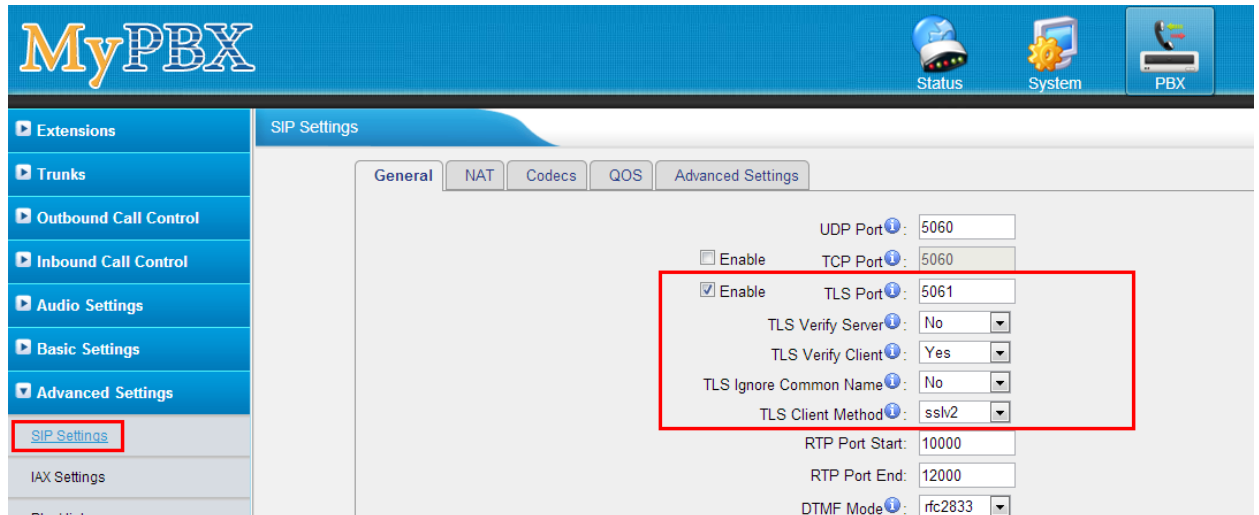 MyPBX
Status
System
PBX
Extensions
Trunks
Outbound Call Control
Inbound Call Control
Audio Settings
Basic Settings
Advanced Settings
SIP Settings
IAX Settings
SIP Settings
General NAT Codecs QOS Advanced Settings
UDP Port : 5060
Enable TCP Port : 5060
Enable TLS Port : 5061
TLS Verify Server : No
TLS Verify Client : Yes
TLS Ignore Common Name : No
TLS Client Method : sslv2
RTP Port Start: 10000
RTP Port End: 12000
DTMF Mode : rfc2833